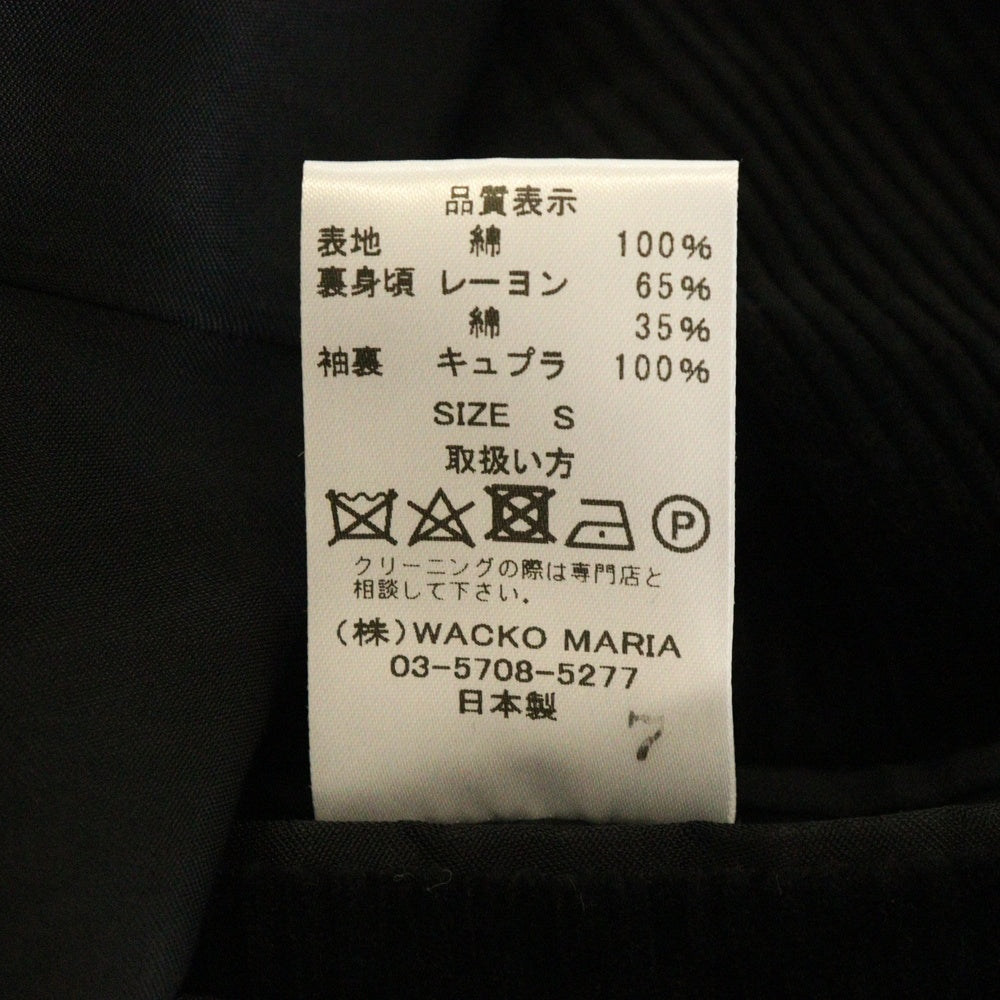 品質表示
表地 綿 100%
裏身頃 レーヨン 65%
綿 35%
袖裏 キュプラ 100%
SIZE S
取扱い方
P
クリーニングの際は専門店と
相談して下さい。
(株)WACKO MARIA
03-5708-5277
日本製
7